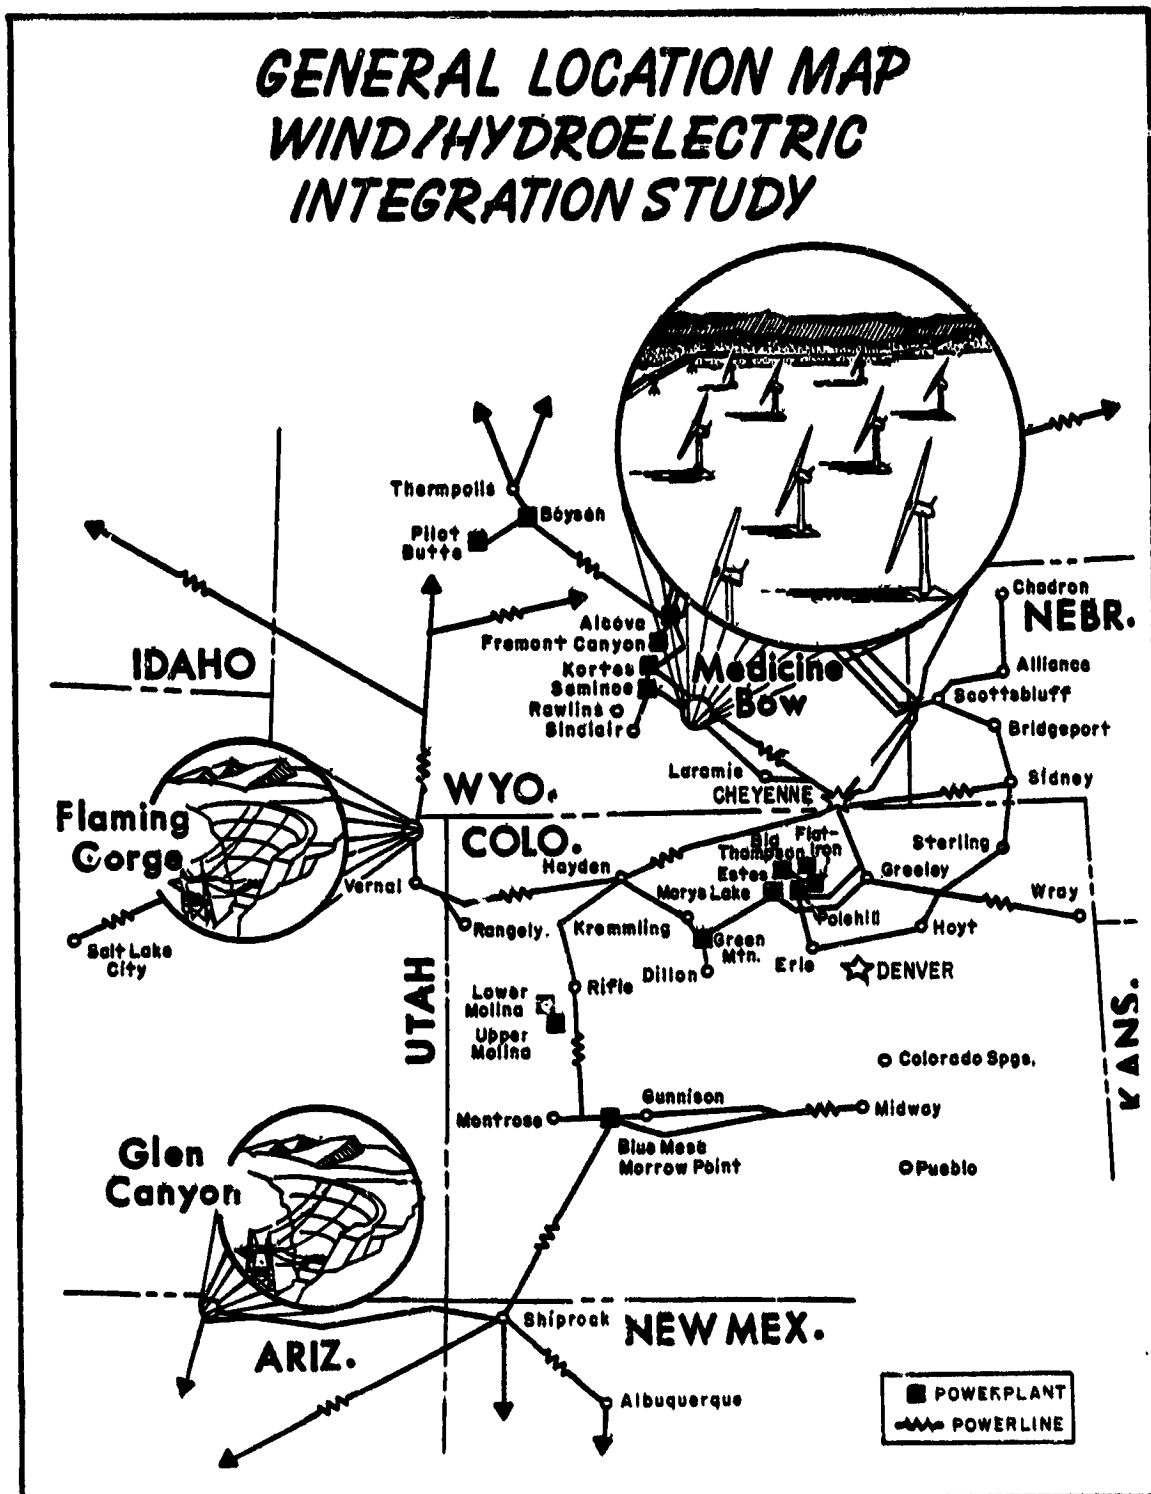 GENERAL LOCATION MAP
WIND/HYDROELECTRIC
INTEGRATION STUDY
Thermpolis
Boysen
Pilot
Butte
Chadron
NEBR.
Alcova
Fremont Canyon
IDAHO
Kortes
Medicine
Bow
Alliance
Seminoe
Scottsbluff
Rawlins
Sinclair
Bridgeport
Laramie
Sidney
WYO.
CHEYENNE
Flaming
Gorge
COLO.
Big
Thompson
Flat-
Iron
Sterling
Hayden
Estes
Greeley
Vernal
Marys Lake
Wray
Rangely.
Kremmling
Polehill
Hoyt
Salt Lake
City
Green
Mtn.
Erie
DENVER
Dillon
UTAH
Lower
Molina
Rifle
Upper
Molina
KANS.
Colorado Spgs.
Gunnison
Montrose
Midway
Blue Mesa
Morrow Point
Glen
Canyon
Pueblo
Shiprock
NEW MEX.
ARIZ.
Albuquerque
POWERPLANT
POWERLINE